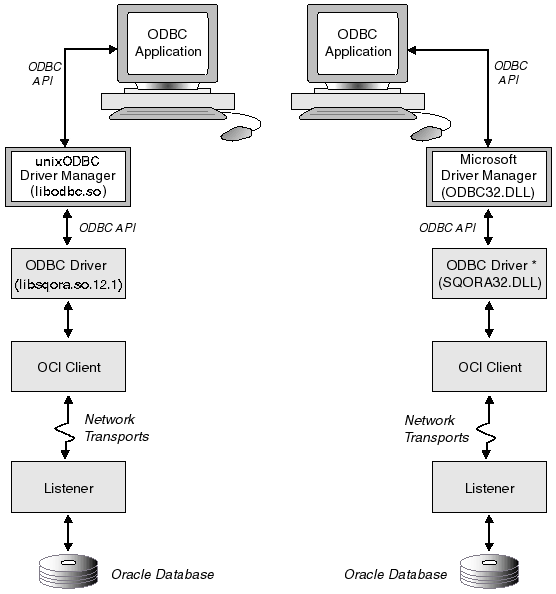 ODBC
Application
ODBC
API
unixODBC
Driver Manager
(libodbc.so)
ODBC API
ODBC Driver
(libsqora.so.12.1)
OCI Client
Network
Transports
Listener
Oracle Database
ODBC
Application
ODBC
API
Microsoft
Driver Manager
(ODBC32.DLL)
ODBC API
ODBC Driver *
(SQORA32.DLL)
OCI Client
Network
Transports
Listener
Oracle Database